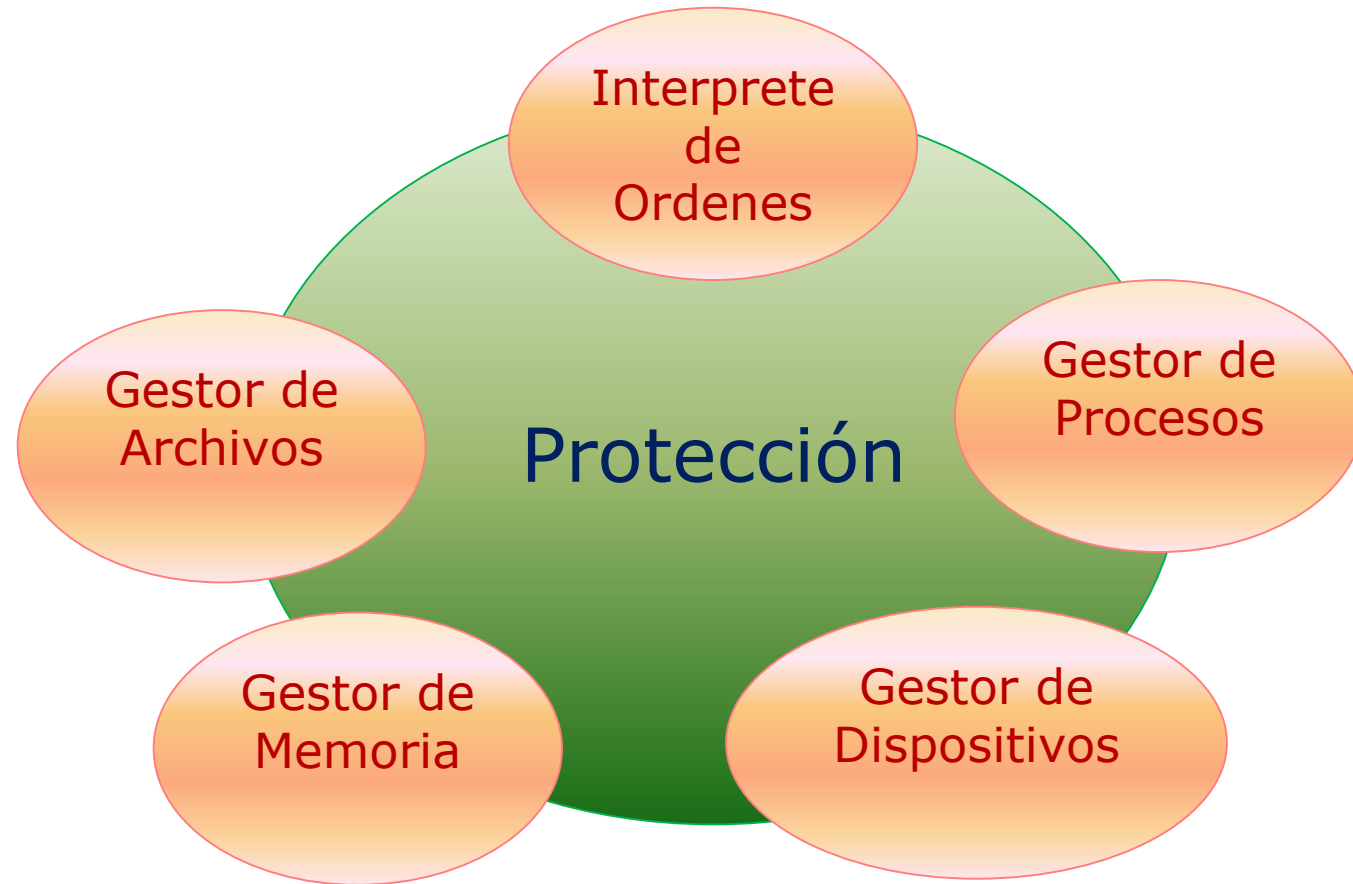 Interprete
de
Ordenes
Gestor de
Archivos
Protección
Gestor de
Procesos
Gestor de
Memoria
Gestor de
Dispositivos